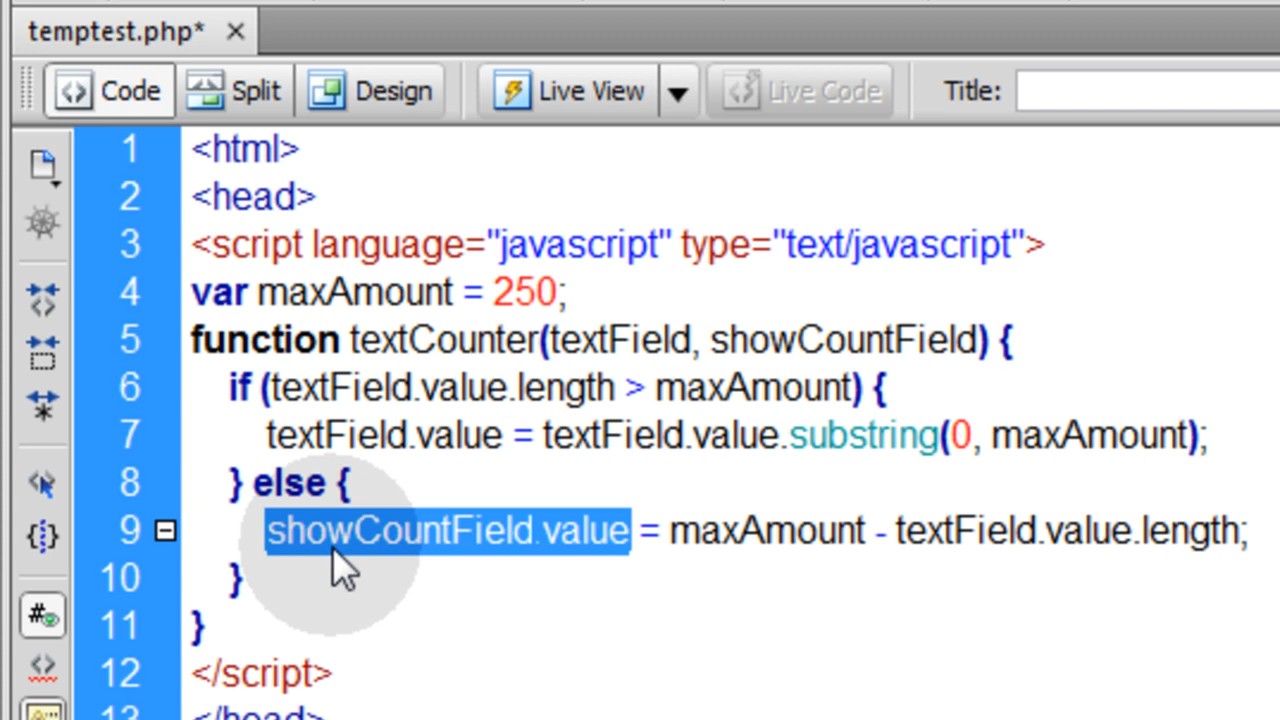 temptest.php* ×
Code Split Design Live View Live Code Title:
1 <html>
2 <head>
3 <script language="javascript" type="text/javascript">
4 var maxAmount = 250;
5 function textCounter(textField, showCountField) {
6 if (textField.value.length > maxAmount) {
7 textField.value = textField.value.substring(0, maxAmount);
8 } else {
9 showCountField.value = maxAmount - textField.value.length;
10 }
11 }
12 </script>
13 </head>